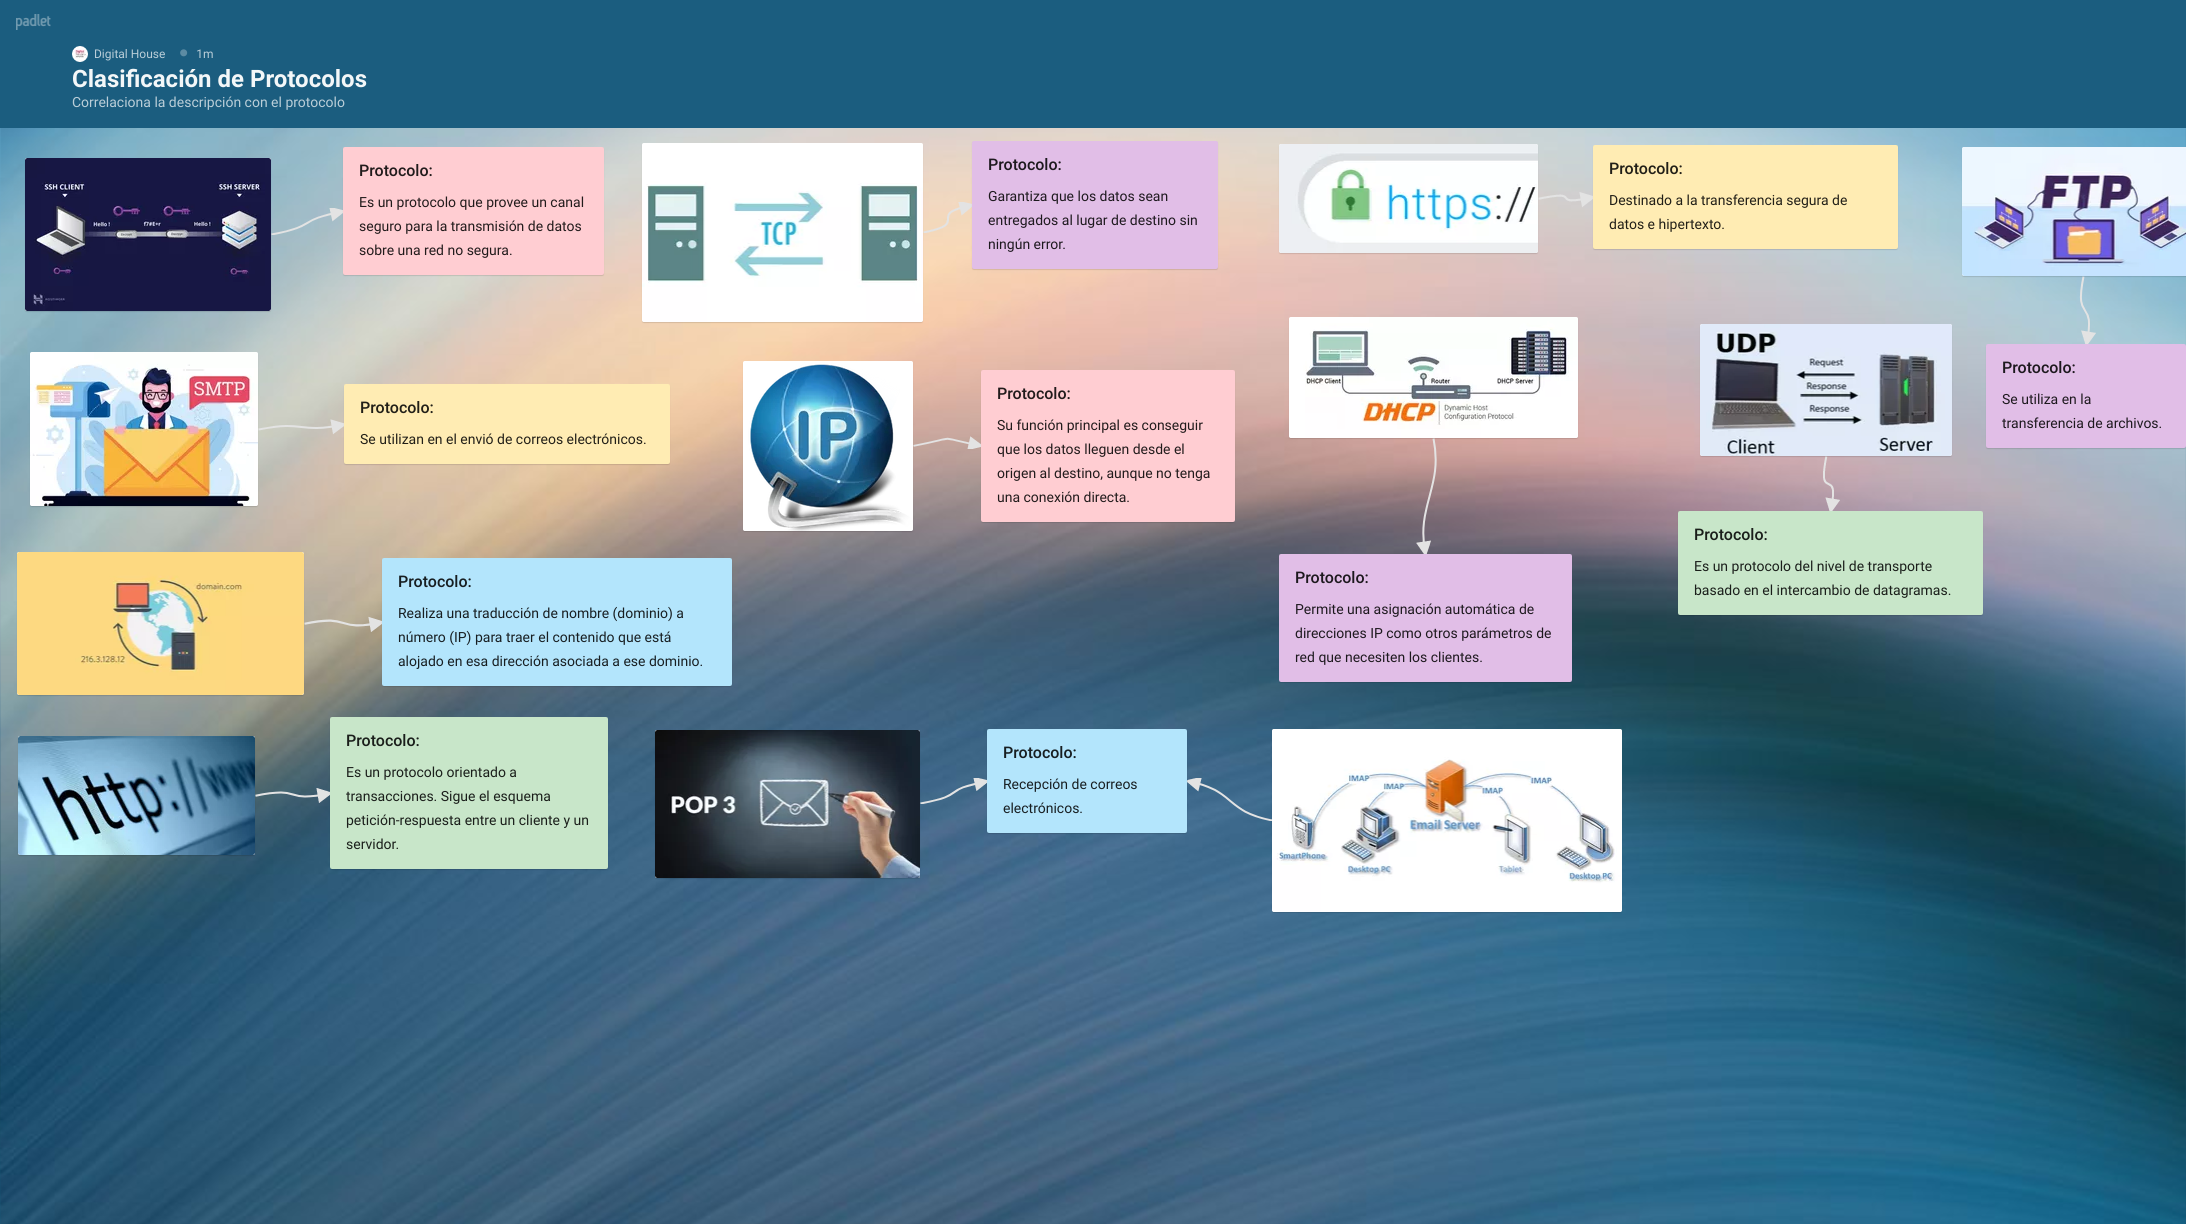 padlet
Digital House • 1m
Clasificación de Protocolos
Correlaciona la descripción con el protocolo
SSH CLIENT
SSH SERVER
Hello !
Hello !
Protocolo:
Es un protocolo que provee un canal
seguro para la transmisión de datos
sobre una red no segura.
TCP
Protocolo:
Garantiza que los datos sean
entregados al lugar de destino sin
ningún error.
https://
Protocolo:
Destinado a la transferencia segura de
datos e hipertexto.
FTP
Protocolo:
Se utiliza en la
transferencia de archivos.
SMTP
Protocolo:
Se utilizan en el envió de correos electrónicos.
IP
Protocolo:
Su función principal es conseguir
que los datos lleguen desde el
origen al destino, aunque no tenga
una conexión directa.
DHCP Client
Router
DHCP Server
DHCP
Dynamic Host
Configuration Protocol
Protocolo:
Permite una asignación automática de
direcciones IP como otros parámetros de
red que necesiten los clientes.
UDP
Request
Response
Response
Client
Server
Protocolo:
Es un protocolo del nivel de transporte
basado en el intercambio de datagramas.
domain.com
216.3.128.12
Protocolo:
Realiza una traducción de nombre (dominio) a
número (IP) para traer el contenido que está
alojado en esa dirección asociada a ese dominio.
http://www
Protocolo:
Es un protocolo orientado a
transacciones. Sigue el esquema
petición-respuesta entre un cliente y un
servidor.
POP 3
Protocolo:
Recepción de correos
electrónicos.
IMAP
IMAP
IMAP
IMAP
Email Server
SmartPhone
Desktop PC
Tablet
Desktop PC